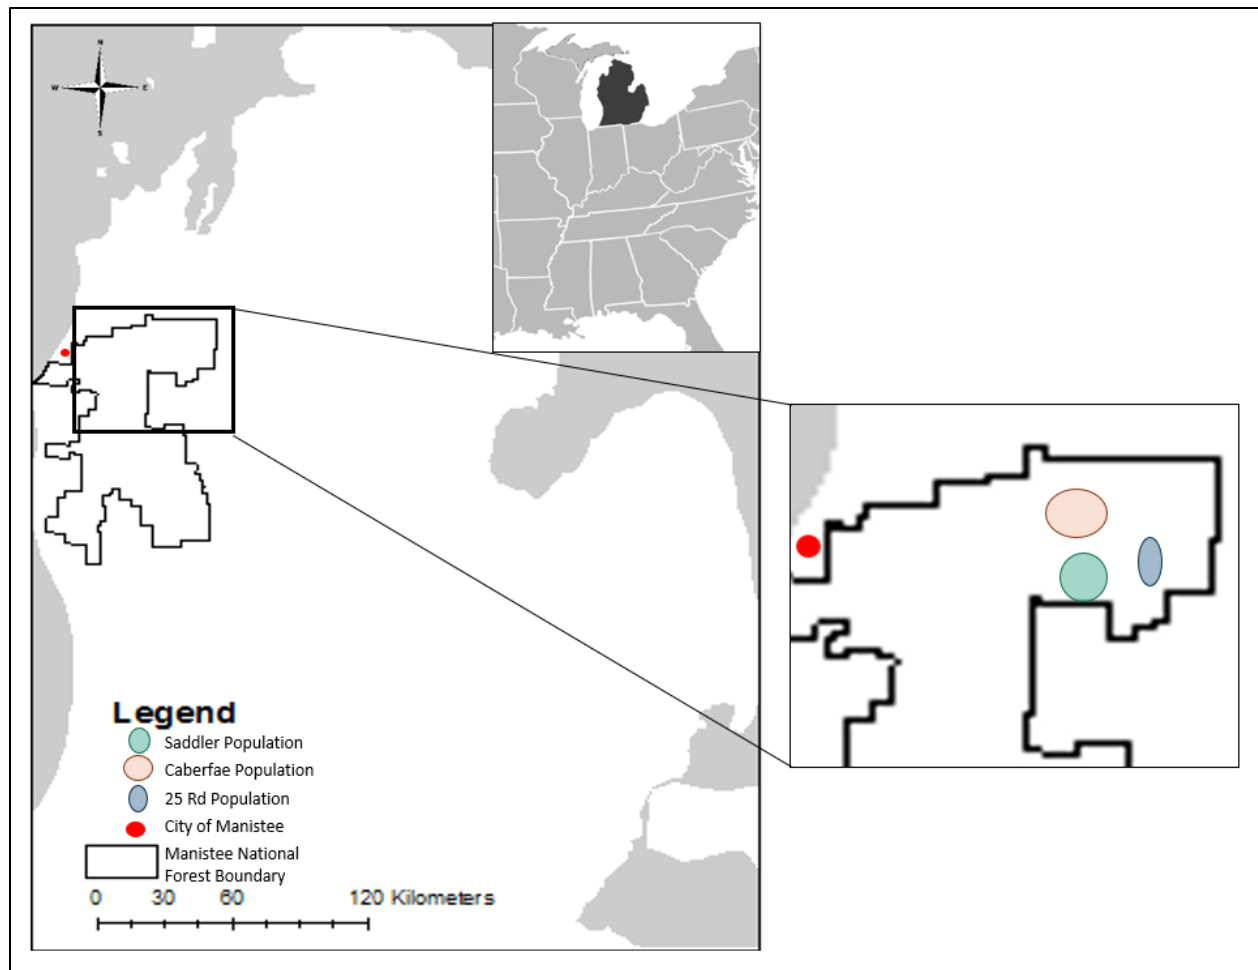 N
W E
S
Legend
Saddler Population
Caberfae Population
25 Rd Population
City of Manistee
Manistee National
Forest Boundary
0 30 60 120 Kilometers